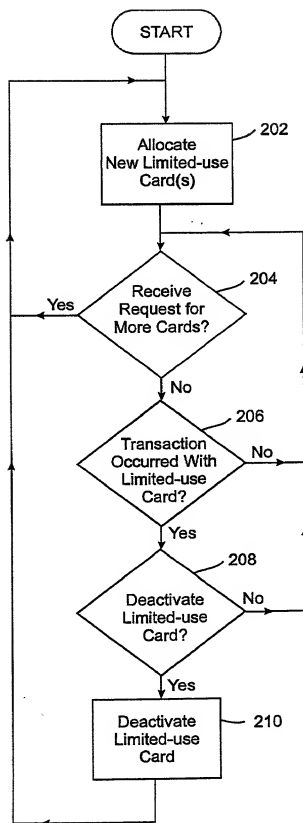 START
202
Allocate
New Limited-use
Card(s)
204
Yes
Receive
Request for
More Cards?
No
206
Transaction
Occurred With
Limited-use
Card?
No
Yes
208
Deactivate
Limited-use
Card?
No
Yes
210
Deactivate
Limited-use
Card